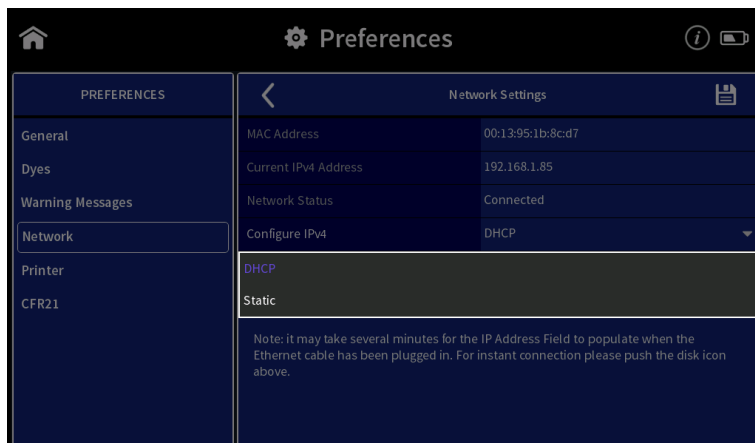 Preferences
PREFERENCES
General
Dyes
Warning Messages
Network
Printer
CFR21
Network Settings
MAC Address 00:13:95:1b:8c:d7
Current IPv4 Address 192.168.1.85
Network Status Connected
Configure IPv4 DHCP
DHCP
Static
Note: it may take several minutes for the IP Address Field to populate when the
Ethernet cable has been plugged in. For instant connection please push the disk icon
above.